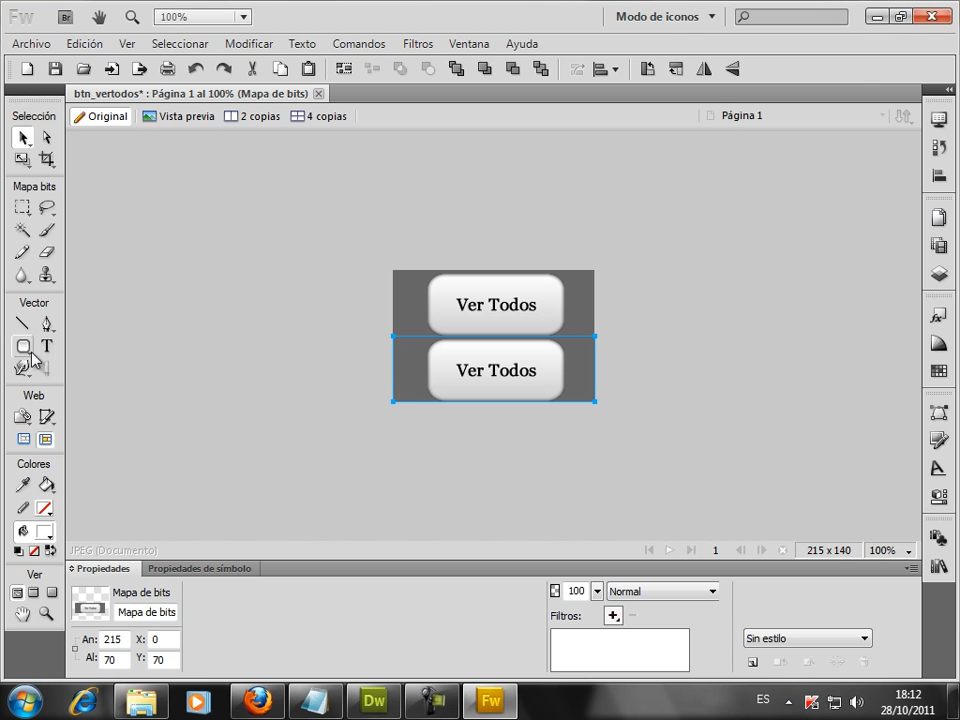 Fw
Br
100%
Modo de iconos
Archivo Edición Ver Seleccionar Modificar Texto Comandos Filtros Ventana Ayuda
btn_vertodos* : Página 1 al 100% (Mapa de bits)
Original Vista previa 2 copias 4 copias Página 1
Selección
Mapa bits
Vector
T
Web
Colores
Ver
Ver Todos
Ver Todos
JPEG (Documento) 1 215 x 140 100%
Propiedades Propiedades de símbolo
Mapa de bits
Mapa de bits
An: 215 X: 0
Al: 70 Y: 70
100 Normal
Filtros:
Sin estilo
Dw
Fw
ES
18:12
28/10/2011